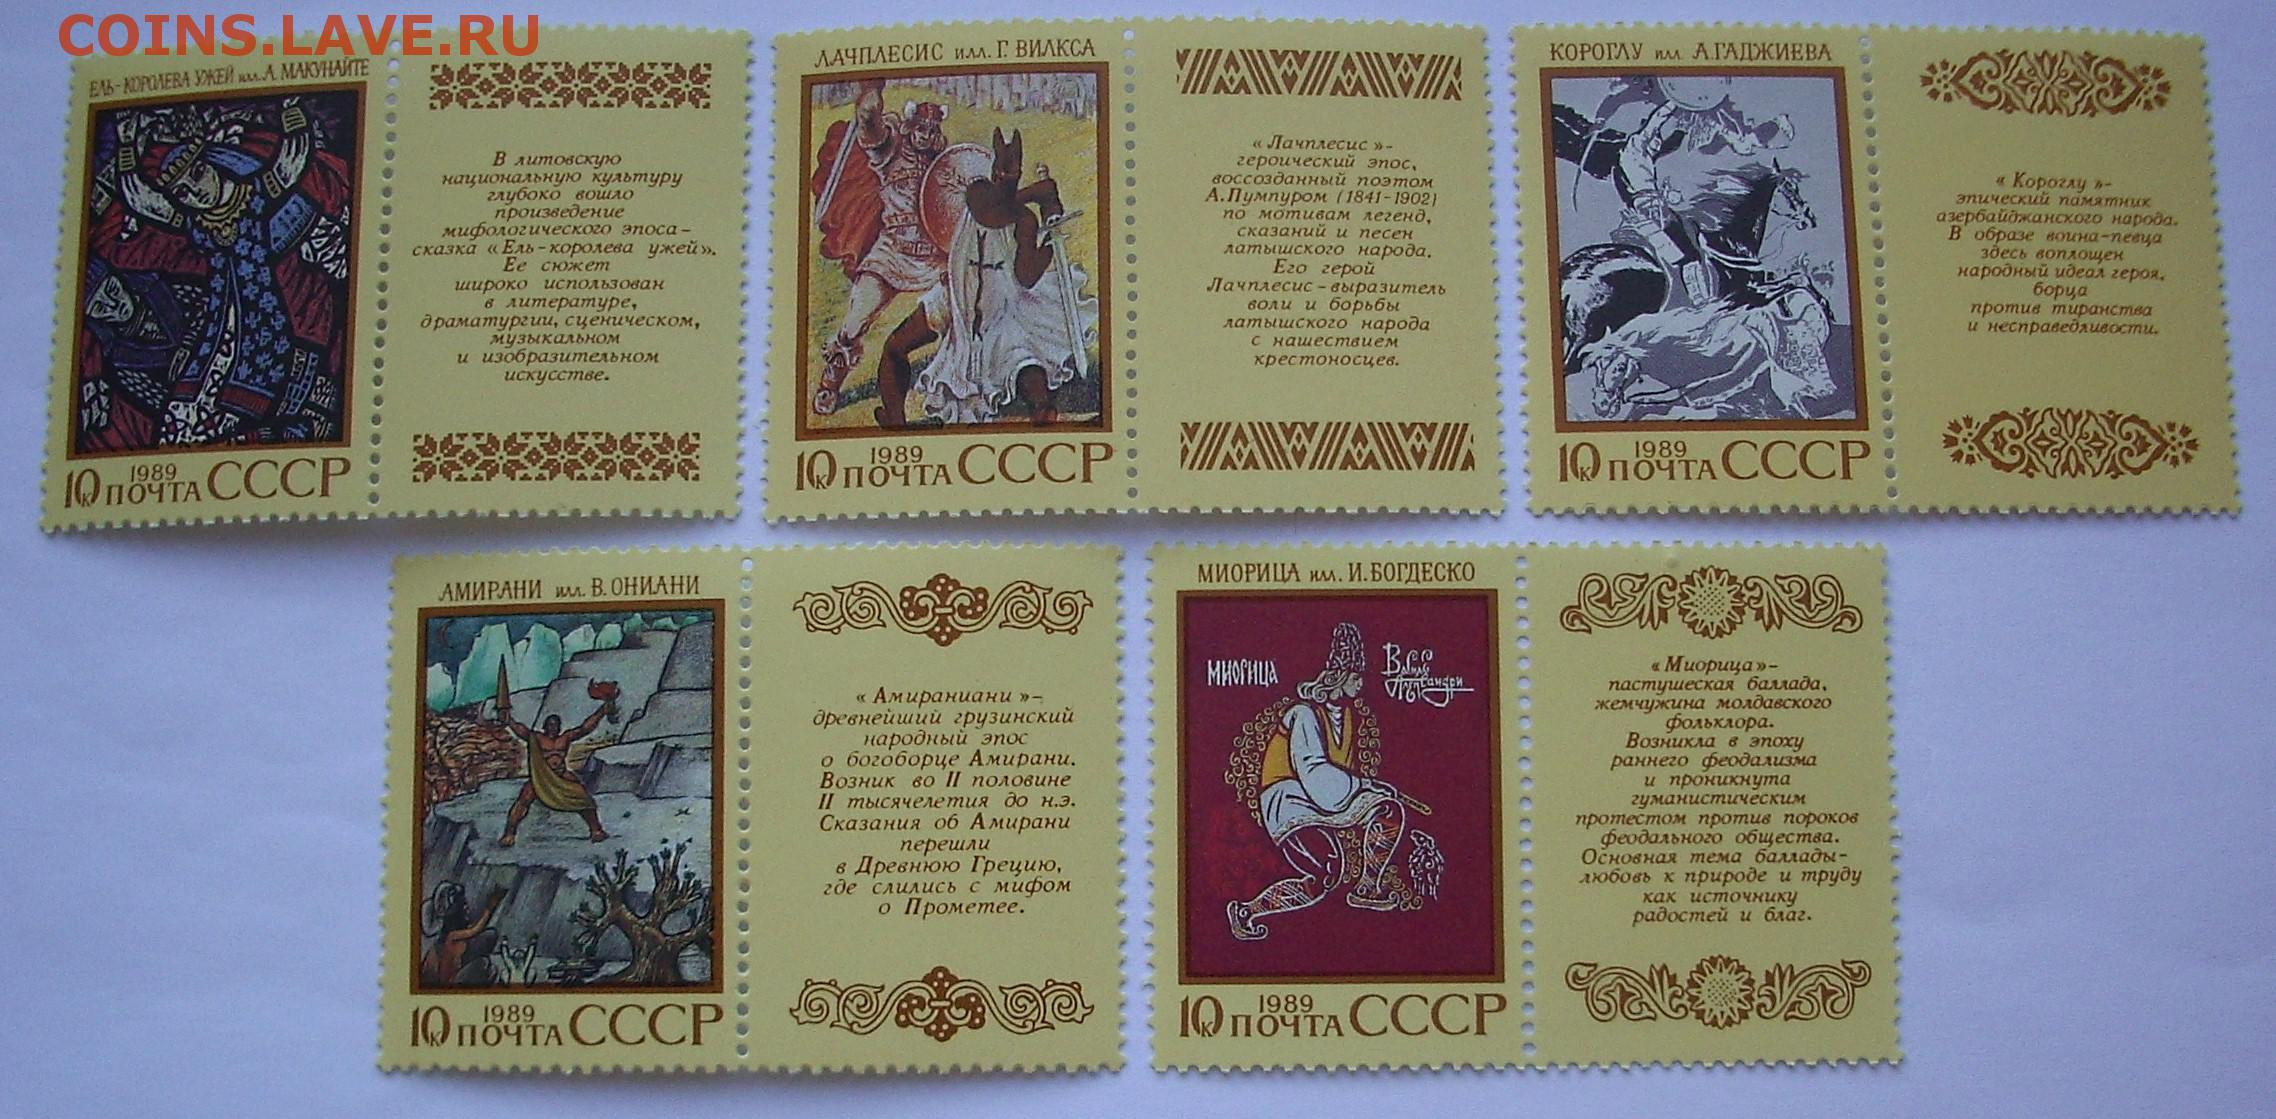 COINS.LAVE.RU
ЕЛЬ-КОРОЛЕВА УЖЕЙ илл. А. МАКУНАЙТЕ
10к 1989 ПОЧТА СССР
В литовскую
национальную культуру
глубоко вошло
произведение
мифологического эпоса-
сказка «Ель-королева ужей».
Ее сюжет
широко использован
в литературе,
драматургии, сценическом,
музыкальном
и изобразительном
искусстве.
ЛАЧПЛЕСИС илл. Г. ВИЛКСА
10к 1989 ПОЧТА СССР
«Лачплесис»-
героический эпос,
воссозданный поэтом
А. Пумпуром (1841-1902)
по мотивам легенд,
сказаний и песен
латышского народа.
Его герой
Лачплесис-выразитель
воли и борьбы
латышского народа
с нашествием
крестоносцев.
КОРОГЛУ илл. А. ГАДЖИЕВА
10к 1989 ПОЧТА СССР
«Короглу»-
эпический памятник
азербайджанского народа.
В образе воина-певца
здесь воплощен
народный идеал героя,
борца
против тиранства
и несправедливости.
АМИРАНИ илл. В. ОНИАНИ
10к 1989 ПОЧТА СССР
«Амираниани»-
древнейший грузинский
народный эпос
о богоборце Амирани.
Возник во II половине
II тысячелетия до н.э.
Сказания об Амирани
перешли
в Древнюю Грецию,
где слились с мифом
о Прометее.
МИОРИЦА илл. И. БОГДЕСКО
МИОРИЦА
Василе
Александри
10к 1989 ПОЧТА СССР
«Миорица»-
пастушеская баллада,
жемчужина молдавского
фольклора.
Возникла в эпоху
раннего феодализма
и проникнута
гуманистическим
протестом против пороков
феодального общества.
Основная тема баллады-
любовь к природе и труду
как источнику
радостей и благ.